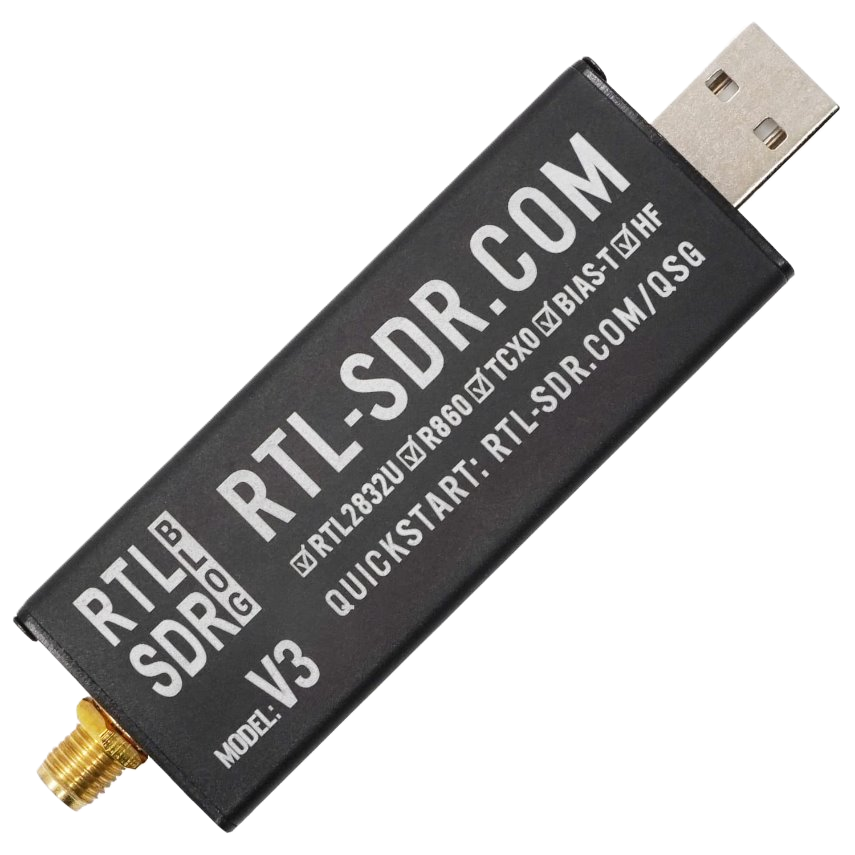 RTL-SDR.COM
☑RTL2832U ☑R860 ☑TCXO ☑BIAS-T ☑HF
QUICKSTART: RTL-SDR.COM/QSG
RTL
SDR
BLOG
MODEL: V3